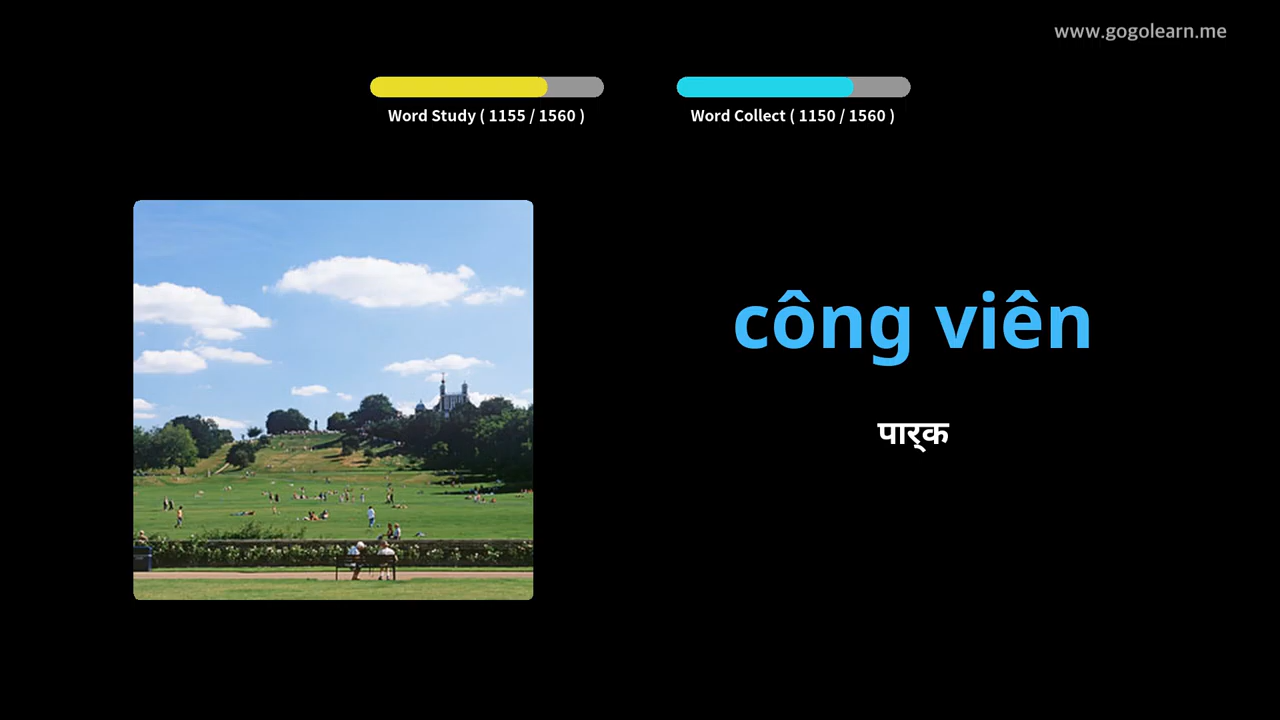 www.gogolearn.me
Word Study ( 1155 / 1560 )
Word Collect ( 1150 / 1560 )
công viên
पार्‌क